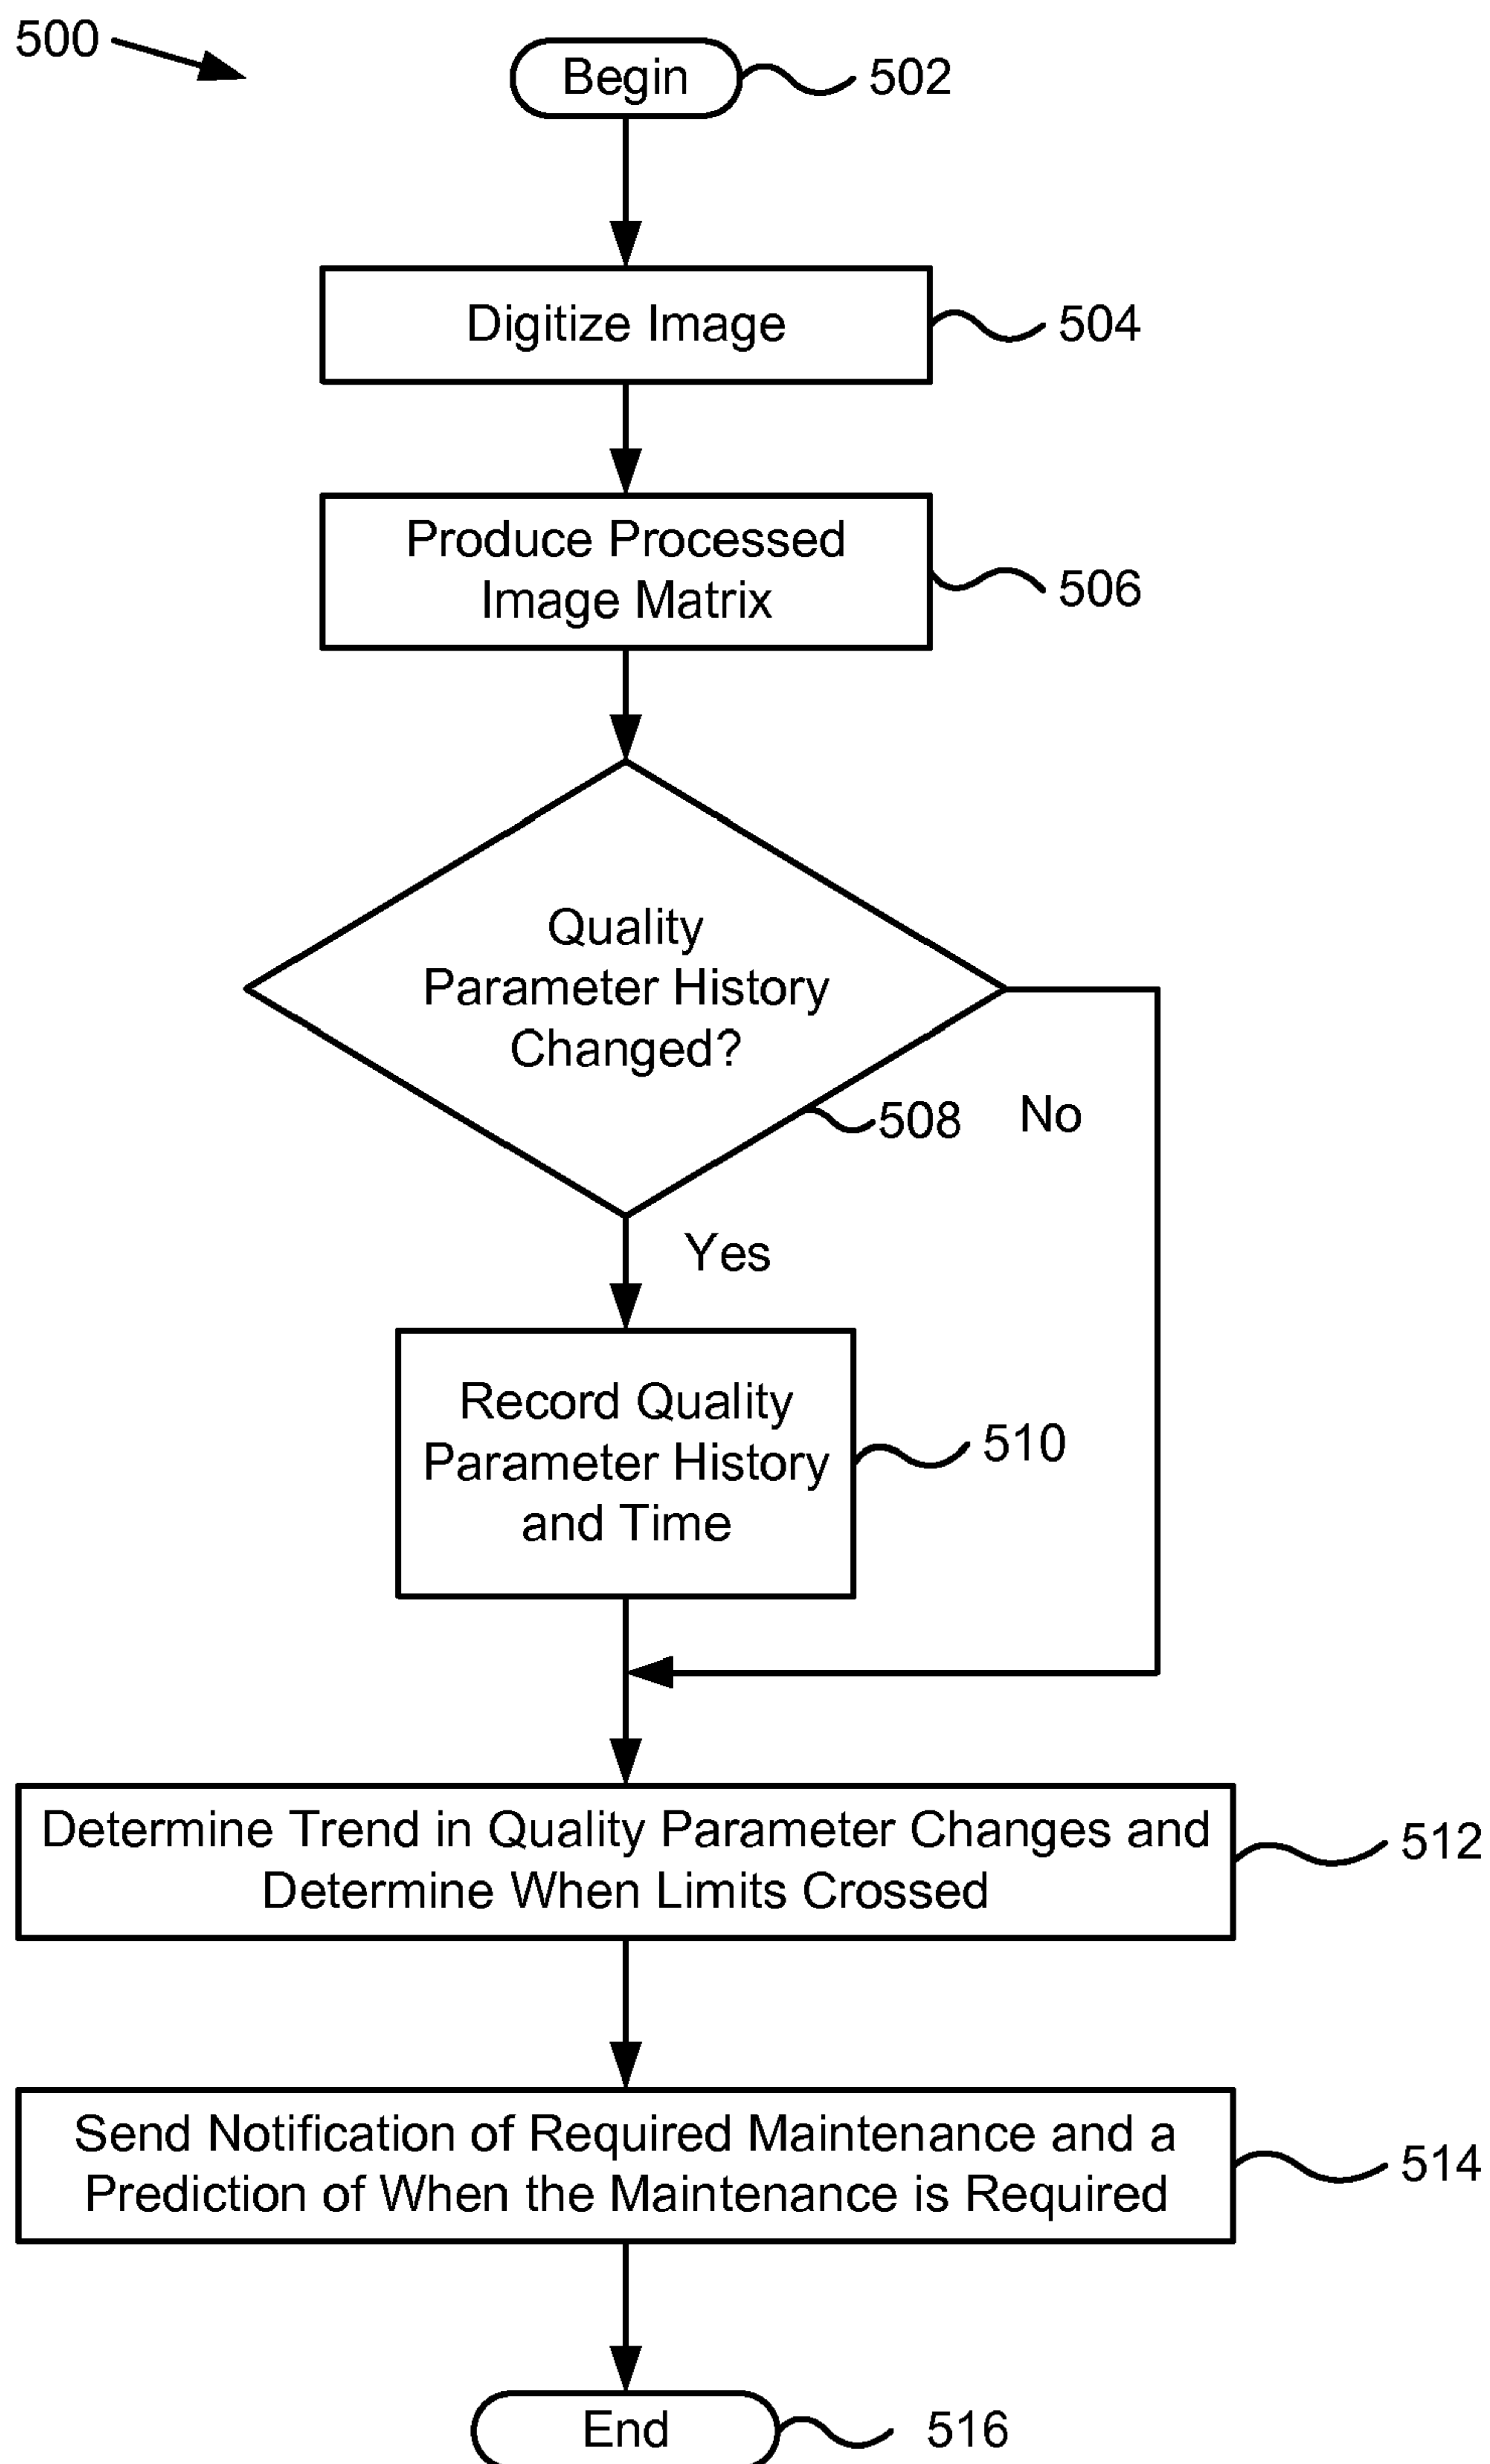 500
Begin
502
Digitize Image
504
Produce Processed
Image Matrix
506
Quality
Parameter History
Changed?
508
No
Yes
Record Quality
Parameter History
and Time
510
Determine Trend in Quality Parameter Changes and
Determine When Limits Crossed
512
Send Notification of Required Maintenance and a
Prediction of When the Maintenance is Required
514
End
516